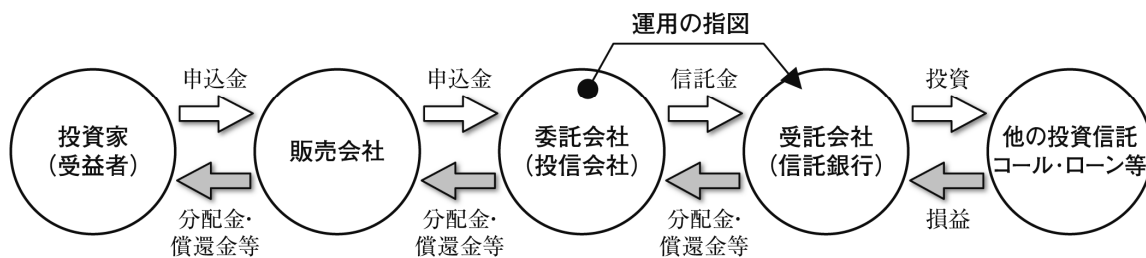 運用の指図
申込金
申込金
信託金
投資
投資家
(受益者)
販売会社
委託会社
(投信会社)
受託会社
(信託銀行)
他の投資信託
コール・ローン等
分配金・
償還金等
分配金・
償還金等
分配金・
償還金等
損益